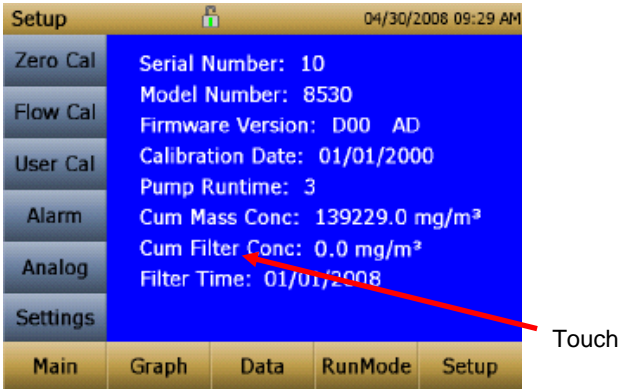 Setup 04/30/2008 09:29 AM
Zero Cal
Flow Cal
User Cal
Alarm
Analog
Settings
Serial Number: 10
Model Number: 8530
Firmware Version: D00 AD
Calibration Date: 01/01/2000
Pump Runtime: 3
Cum Mass Conc: 139229.0 mg/m³
Cum Filter Conc: 0.0 mg/m³
Filter Time: 01/01/2008
Touch
Main Graph Data RunMode Setup